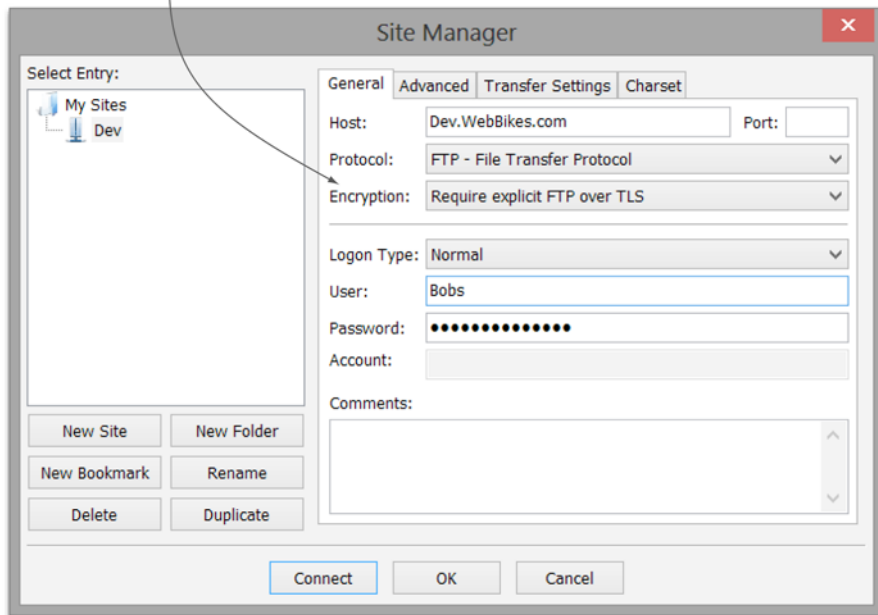 Site Manager
Select Entry:
My Sites
Dev
New Site New Folder
New Bookmark Rename
Delete Duplicate
General Advanced Transfer Settings Charset
Host: Dev.WebBikes.com Port:
Protocol: FTP - File Transfer Protocol
Encryption: Require explicit FTP over TLS
Logon Type: Normal
User: Bobs
Password: ●●●●●●●●●●●●●●
Account:
Comments:
Connect OK Cancel